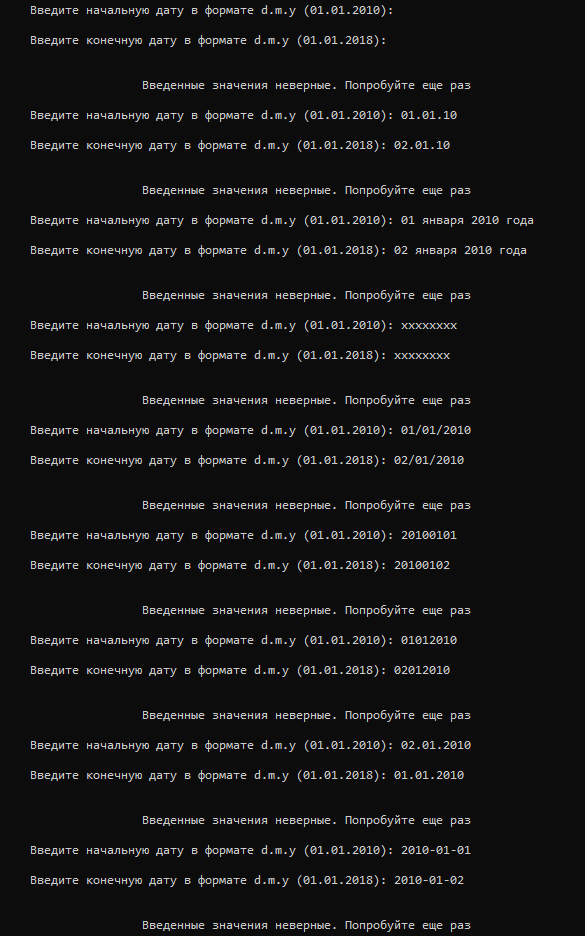 Введите начальную дату в формате d.m.y (01.01.2010):
Введите конечную дату в формате d.m.y (01.01.2018):
Введенные значения неверные. Попробуйте еще раз
Введите начальную дату в формате d.m.y (01.01.2010): 01.01.10
Введите конечную дату в формате d.m.y (01.01.2018): 02.01.10
Введенные значения неверные. Попробуйте еще раз
Введите начальную дату в формате d.m.y (01.01.2010): 01 января 2010 года
Введите конечную дату в формате d.m.y (01.01.2018): 02 января 2010 года
Введенные значения неверные. Попробуйте еще раз
Введите начальную дату в формате d.m.y (01.01.2010): xxxxxxxx
Введите конечную дату в формате d.m.y (01.01.2018): xxxxxxxx
Введенные значения неверные. Попробуйте еще раз
Введите начальную дату в формате d.m.y (01.01.2010): 01/01/2010
Введите конечную дату в формате d.m.y (01.01.2018): 02/01/2010
Введенные значения неверные. Попробуйте еще раз
Введите начальную дату в формате d.m.y (01.01.2010): 20100101
Введите конечную дату в формате d.m.y (01.01.2018): 20100102
Введенные значения неверные. Попробуйте еще раз
Введите начальную дату в формате d.m.y (01.01.2010): 01012010
Введите конечную дату в формате d.m.y (01.01.2018): 02012010
Введенные значения неверные. Попробуйте еще раз
Введите начальную дату в формате d.m.y (01.01.2010): 02.01.2010
Введите конечную дату в формате d.m.y (01.01.2018): 01.01.2010
Введенные значения неверные. Попробуйте еще раз
Введите начальную дату в формате d.m.y (01.01.2010): 2010-01-01
Введите конечную дату в формате d.m.y (01.01.2018): 2010-01-02
Введенные значения неверные. Попробуйте еще раз